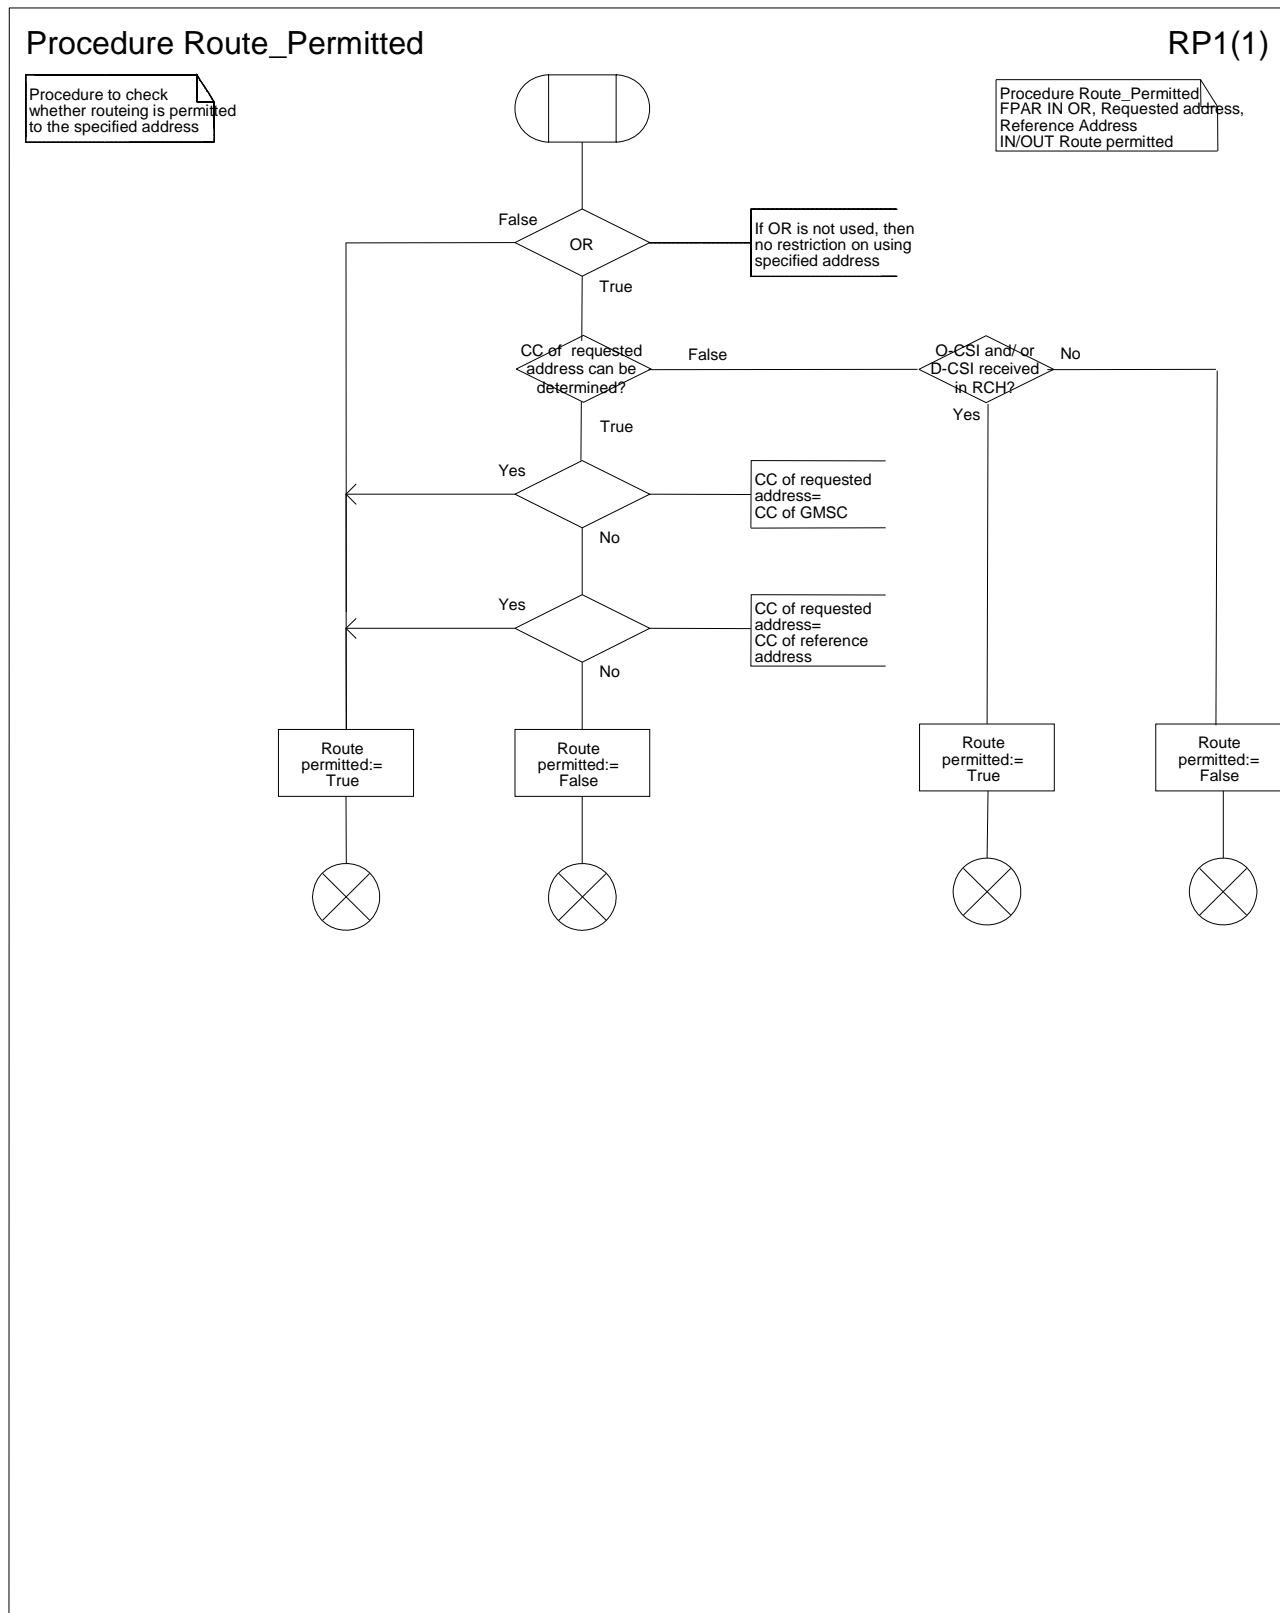 Procedure Route_Permitted
RP1(1)
Procedure to check
whether routeing is permitted
to the specified address
Procedure Route_Permitted
FPAR IN OR, Requested address,
Reference Address
IN/OUT Route permitted
False
OR
If OR is not used, then
no restriction on using
specified address
True
CC of requested
address can be
determined?
False
O-CSI and/ or
D-CSI received
in RCH?
No
Yes
True
Yes
CC of requested
address=
CC of GMSC
No
Yes
CC of requested
address=
CC of reference
address
No
Route
permitted:=
True
Route
permitted:=
False
Route
permitted:=
True
Route
permitted:=
False